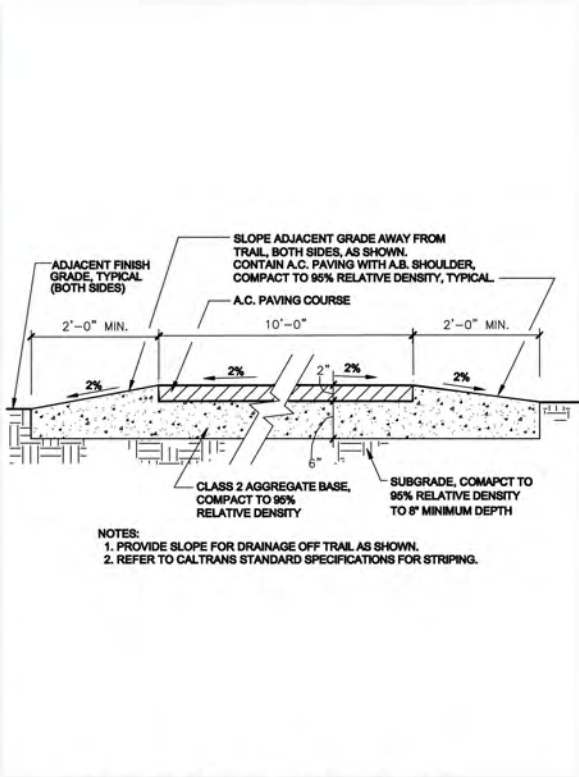 SLOPE ADJACENT GRADE AWAY FROM
TRAIL, BOTH SIDES, AS SHOWN.
CONTAIN A.C. PAVING WITH A.B. SHOULDER,
COMPACT TO 95% RELATIVE DENSITY, TYPICAL.
ADJACENT FINISH
GRADE, TYPICAL
(BOTH SIDES)
A.C. PAVING COURSE
2'-0" MIN.
10'-0"
2'-0" MIN.
2%
2%
2"
2%
2%
6"
CLASS 2 AGGREGATE BASE,
COMPACT TO 95%
RELATIVE DENSITY
SUBGRADE, COMAPCT TO
95% RELATIVE DENSITY
TO 8" MINIMUM DEPTH
NOTES:
1. PROVIDE SLOPE FOR DRAINAGE OFF TRAIL AS SHOWN.
2. REFER TO CALTRANS STANDARD SPECIFICATIONS FOR STRIPING.